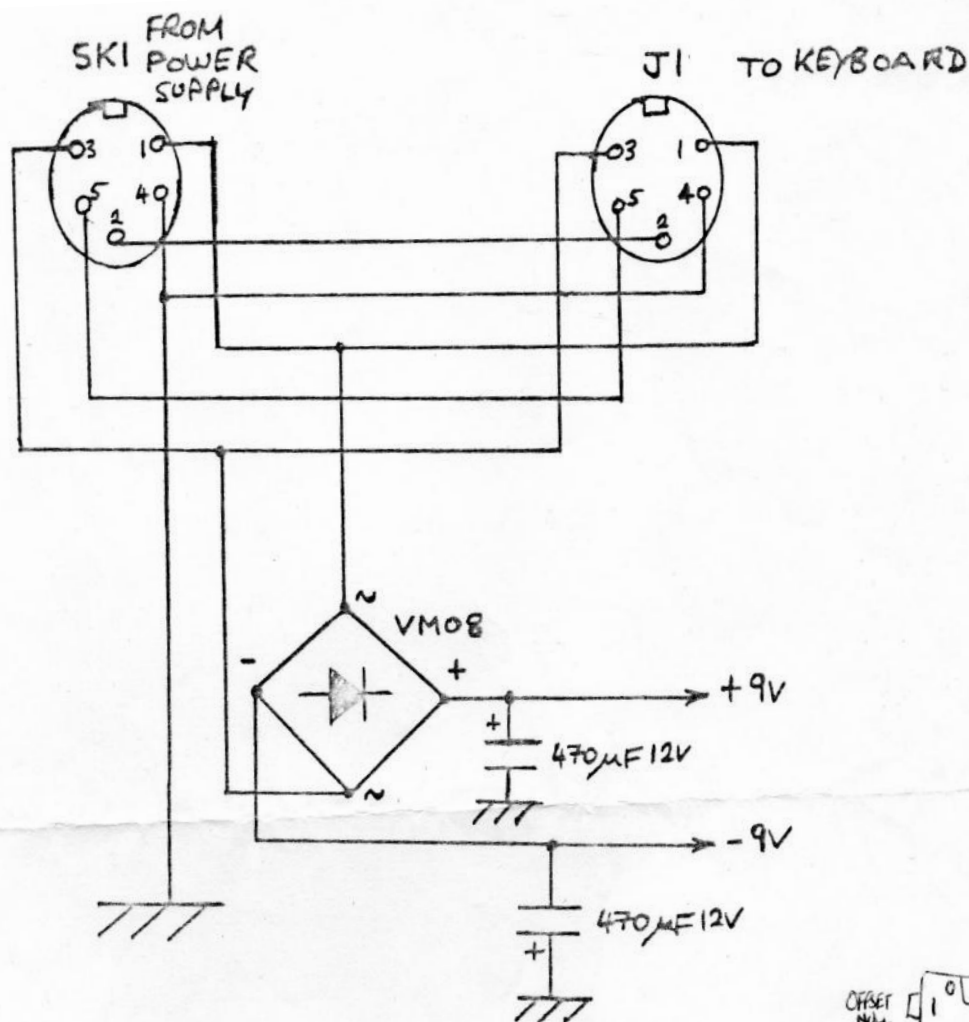 SK1 FROM
POWER
SUPPLY
J1 TO KEYBOARD
3 1
5 4
2
3 1
5 4
2
~
VM08
- +
+9V
+
470µF 12V
~
-9V
470µF 12V
+
OFFSET
1